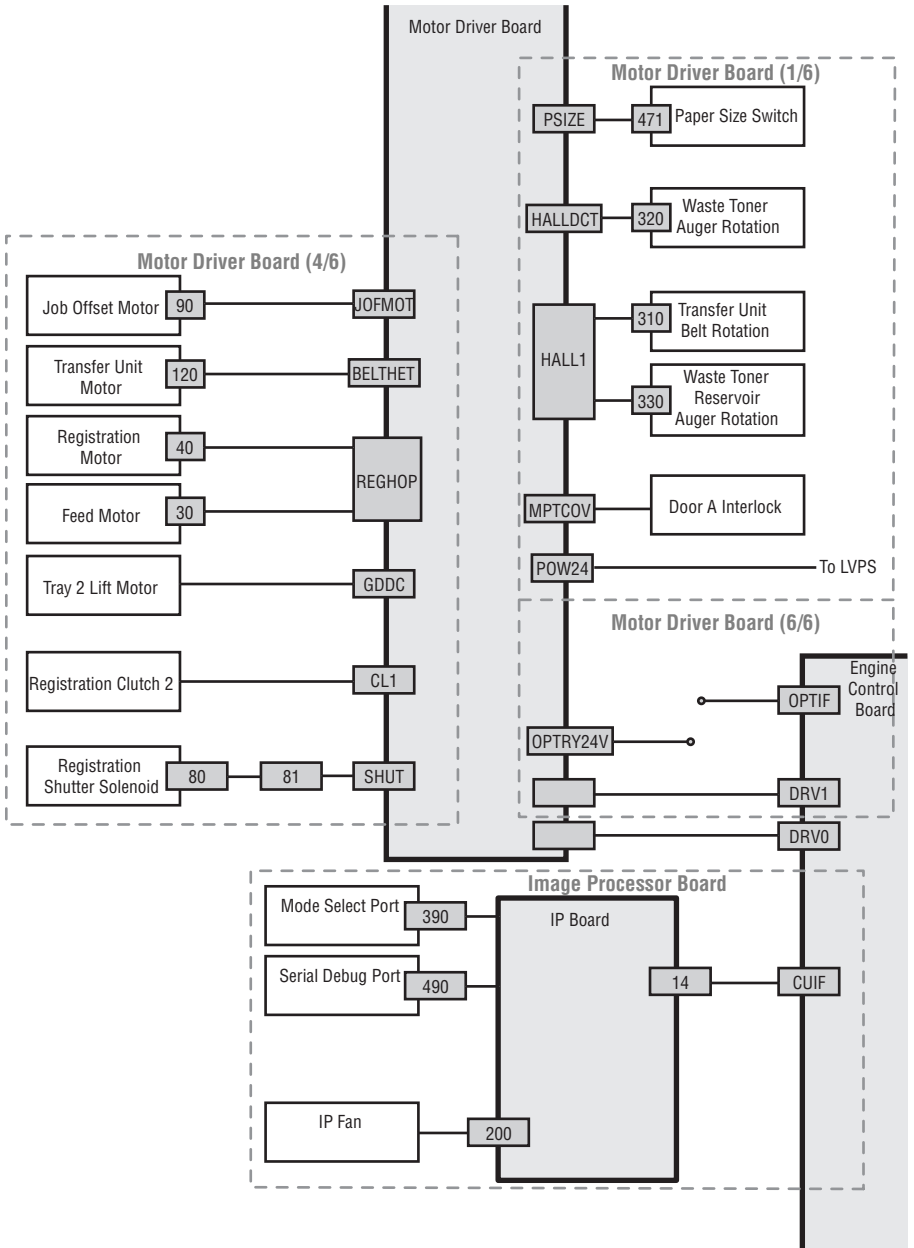 Motor Driver Board
Motor Driver Board (1/6)
PSIZE
471
Paper Size Switch
HALLDCT
320
Waste Toner
Auger Rotation
HALL1
310
Transfer Unit
Belt Rotation
330
Waste Toner
Reservoir
Auger Rotation
MPTCOV
Door A Interlock
POW24
To LVPS
Motor Driver Board (4/6)
Job Offset Motor
90
JOFMOT
Transfer Unit
Motor
120
BELTHET
Registration
Motor
40
REGHOP
Feed Motor
30
Tray 2 Lift Motor
GDDC
Registration Clutch 2
CL1
Registration
Shutter Solenoid
80
81
SHUT
Motor Driver Board (6/6)
Engine
Control
Board
OPTIF
OPTRY24V
DRV1
DRV0
Image Processor Board
Mode Select Port
390
IP Board
Serial Debug Port
490
14
CUIF
IP Fan
200